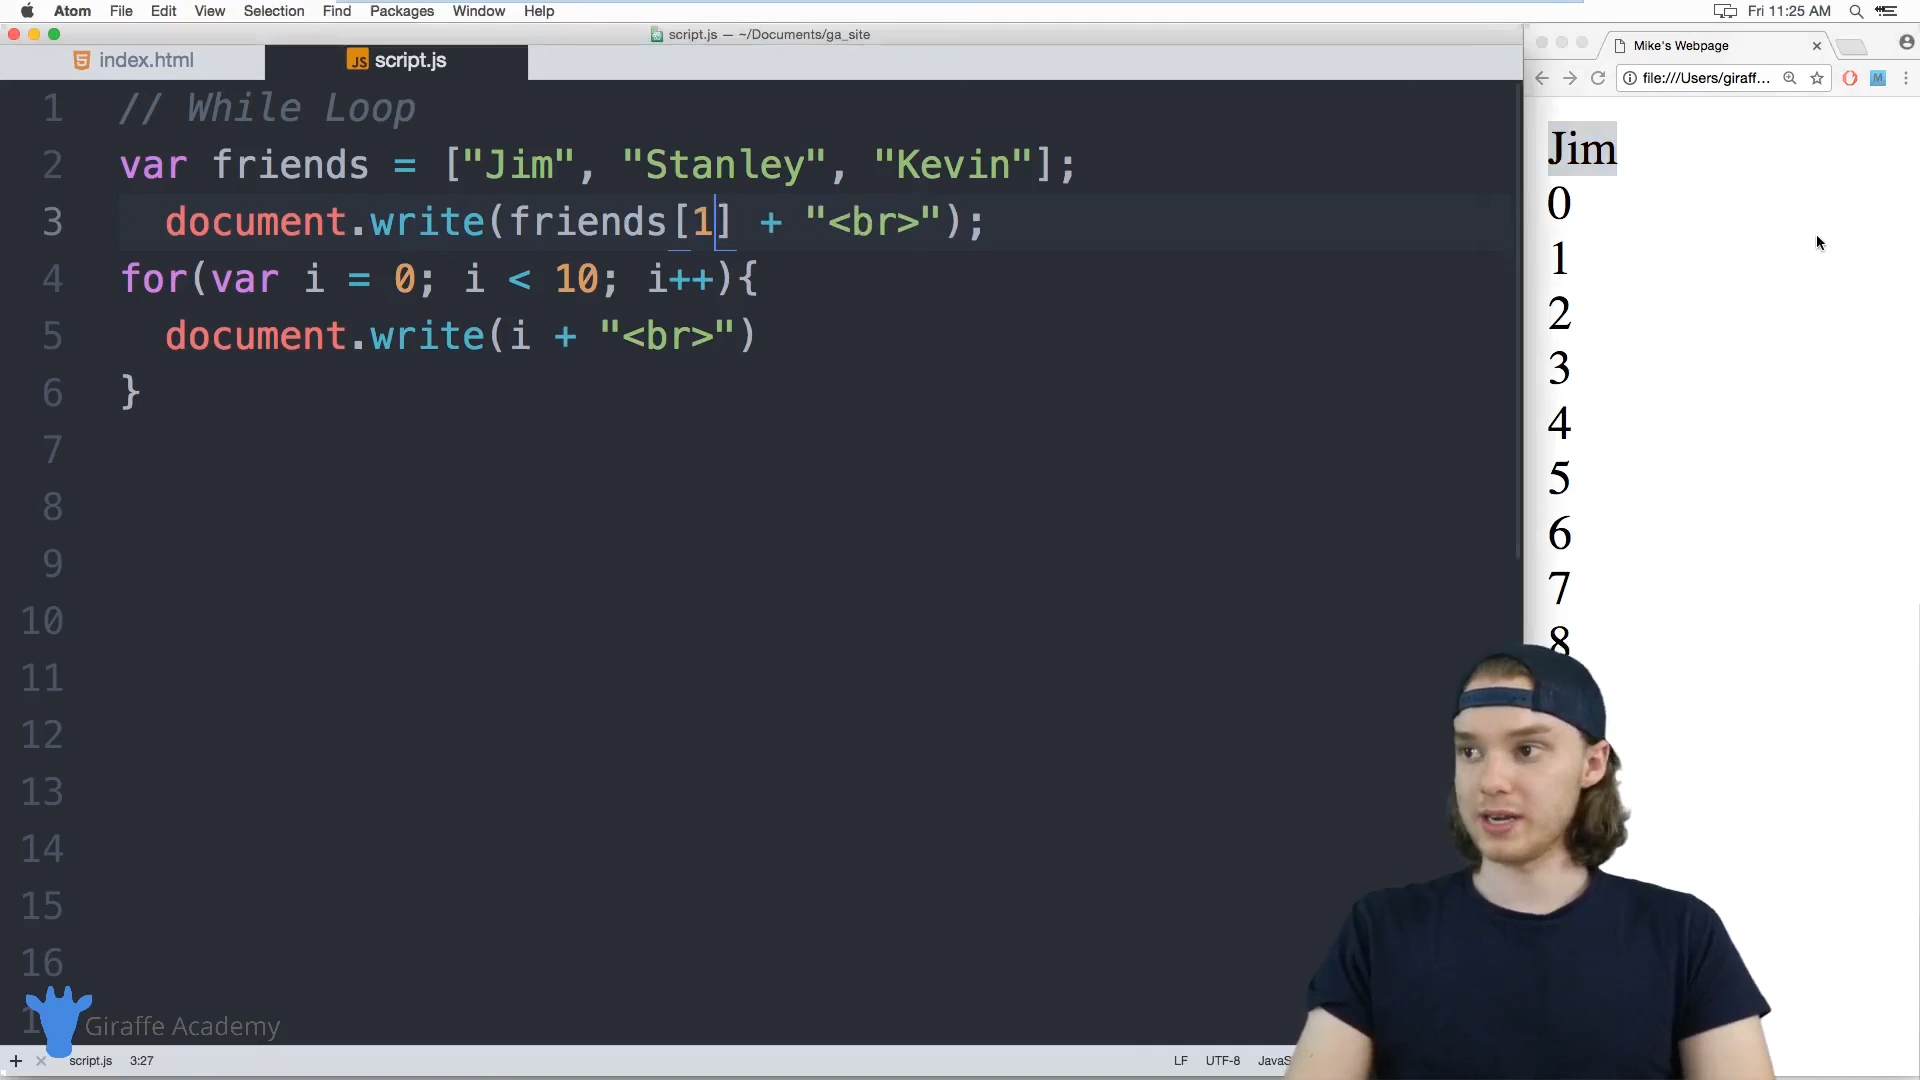 Atom File Edit View Selection Find Packages Window Help Fri 11:25 AM
script.js — ~/Documents/ga_site
index.html
JS script.js
Mike's Webpage
file:///Users/giraff...
1 // While Loop
2 var friends = ["Jim", "Stanley", "Kevin"];
3 document.write(friends[1] + "<br>");
4 for(var i = 0; i < 10; i++){
5 document.write(i + "<br>")
6 }
7
8
9
10
11
12
13
14
15
16
Jim
0
1
2
3
4
5
6
7
8
Giraffe Academy
script.js 3:27 LF UTF-8